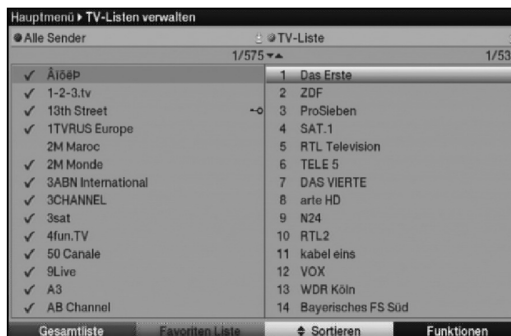 Hauptmenü ▸ TV-Listen verwalten
Alle Sender
1/575
✓ Âíõëþ
✓ 1-2-3.tv
✓ 13th Street
✓ 1TVRUS Europe
2M Maroc
✓ 2M Monde
✓ 3ABN International
✓ 3CHANNEL
✓ 3sat
✓ 4fun.TV
✓ 50 Canale
✓ 9Live
✓ A3
✓ AB Channel
TV-Liste
1/53
1 Das Erste
2 ZDF
3 ProSieben
4 SAT.1
5 RTL Television
6 TELE 5
7 DAS VIERTE
8 arte HD
9 N24
10 RTL2
11 kabel eins
12 VOX
13 WDR Köln
14 Bayerisches FS Süd
Gesamtliste
Favoriten Liste
Sortieren
Funktionen